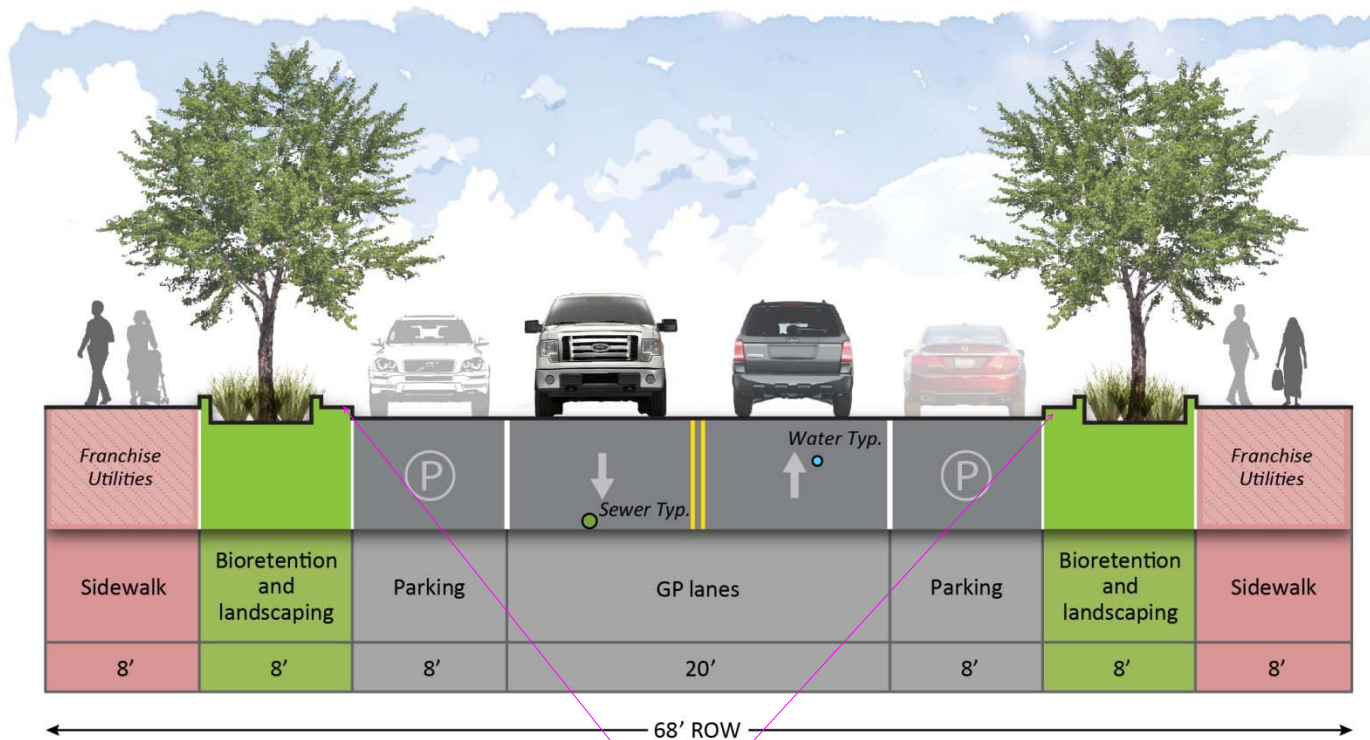 Franchise
Utilities
P
Sewer Typ.
Water Typ.
P
Franchise
Utilities
Sidewalk
Bioretention
and
landscaping
Parking
GP lanes
Parking
Bioretention
and
landscaping
Sidewalk
8’
8’
8’
20’
8’
8’
8’
68’ ROW